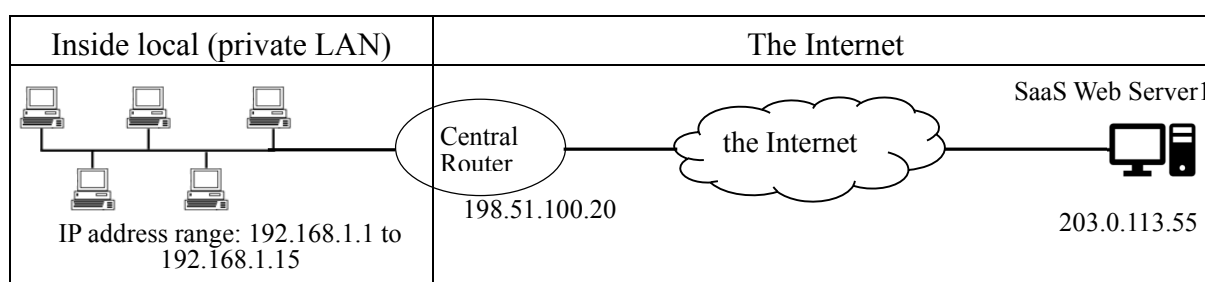 Inside local (private LAN)
The Internet
SaaS Web Server1
Central
Router
the Internet
198.51.100.20
203.0.113.55
IP address range: 192.168.1.1 to
192.168.1.15